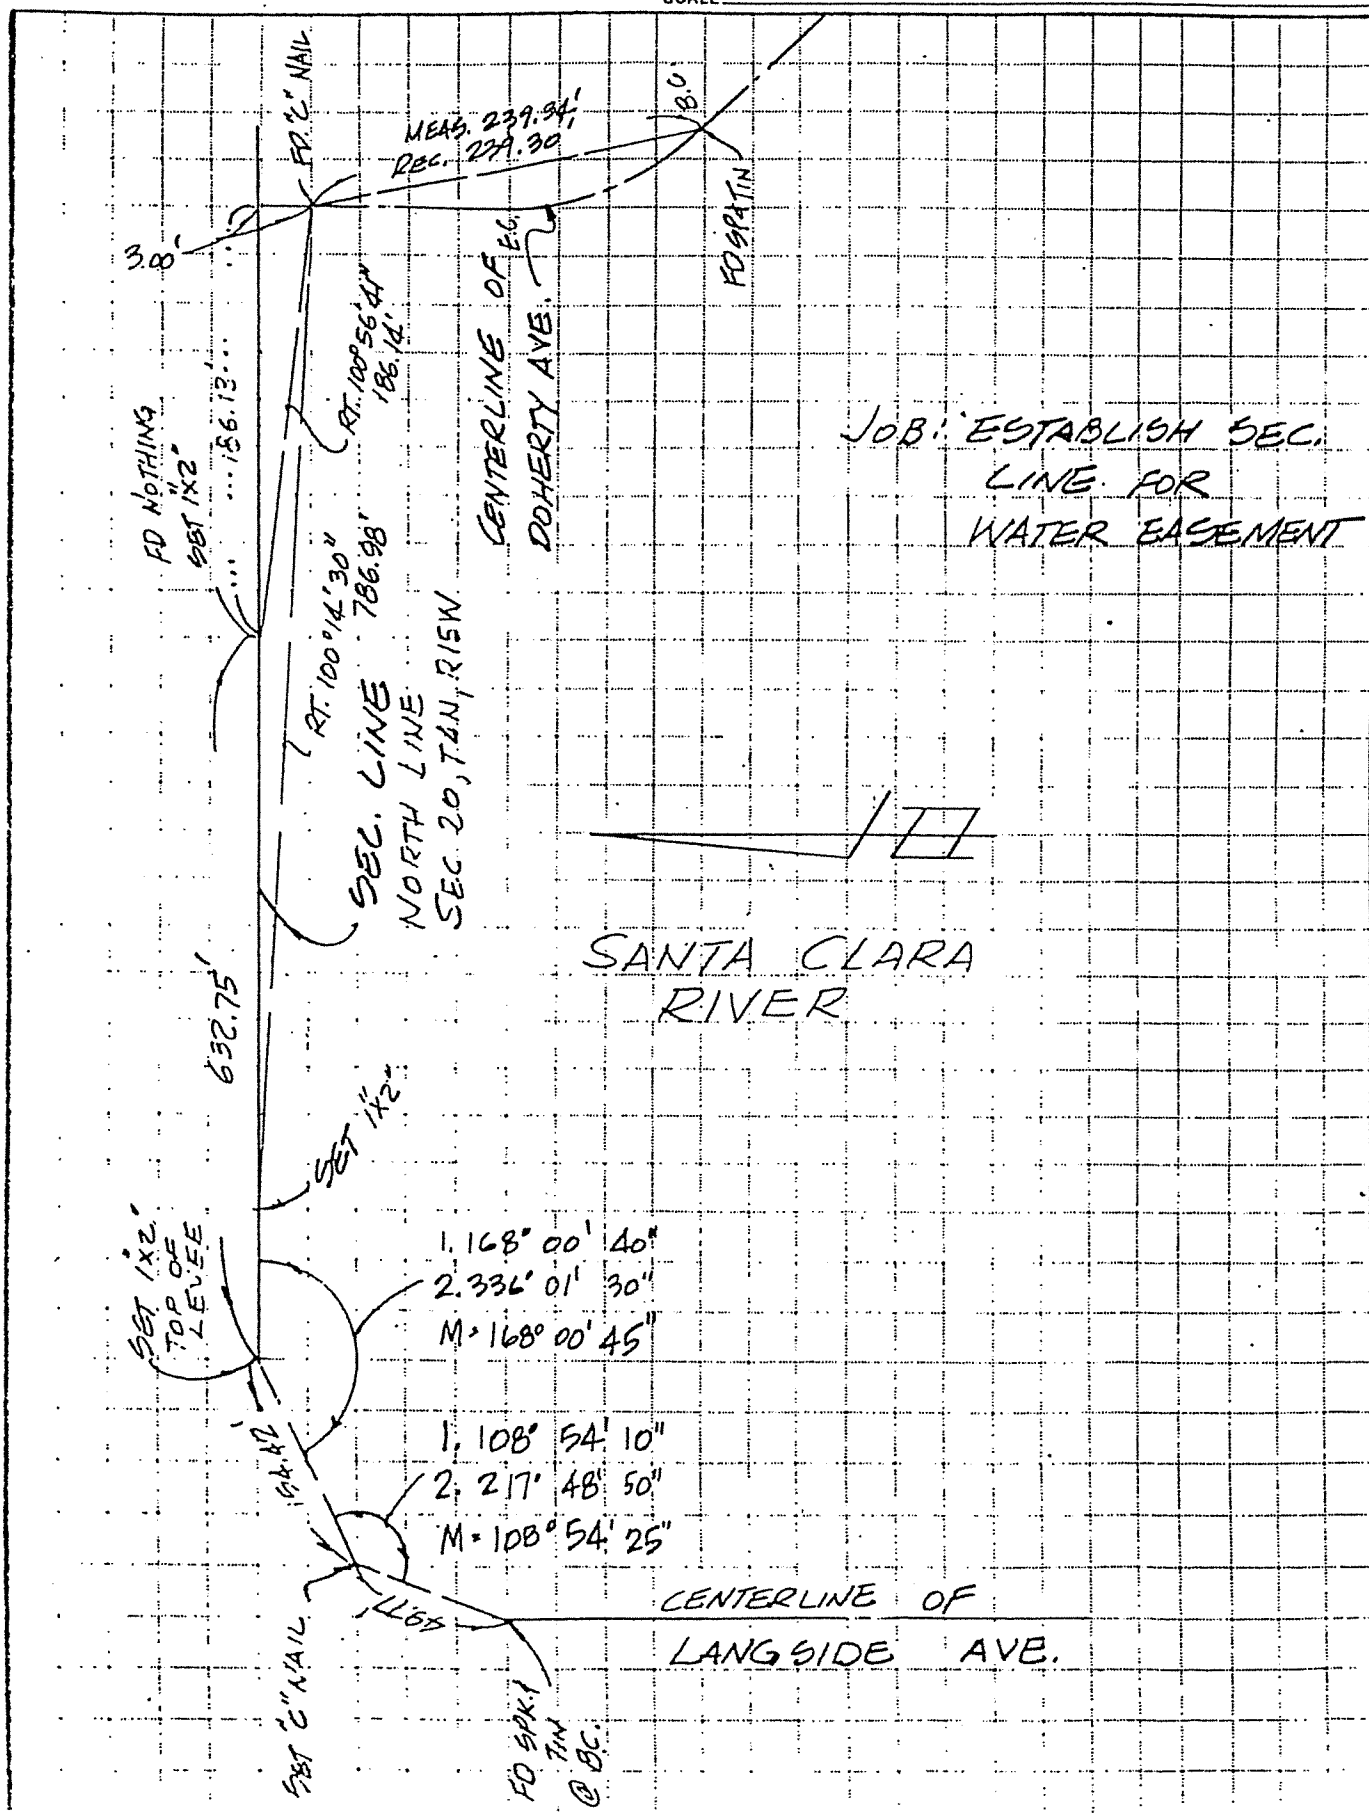 SCALE
FD. "C" NAIL
MEAS. 239.34'
REC. 239.30'
B.C.
3.00'
E.C.
FD SP&TIN
RT. 100° 56' 41"
186.14'
CENTERLINE OF
DOHERTY AVE.
FD NOTHING
SET 1"X2"
186.13'
JOB: ESTABLISH SEC.
LINE FOR
WATER EASEMENT
RT. 100° 14' 30"
786.98'
SEC. LINE
NORTH LINE
SEC 20, T4N, R15W
SANTA CLARA
RIVER
632.75'
SET 1"X2"
SET 1"X2"
TOP OF
LEVEE
1. 168° 00' 40"
2. 336° 01' 30"
M = 168° 00' 45"
154.42'
1. 108° 54' 10"
2. 217° 48' 50"
M = 108° 54' 25"
49.77'
CENTERLINE OF
LANGSIDE AVE.
SET "C" NAIL
FD SPK.&
TIN
@ BC.